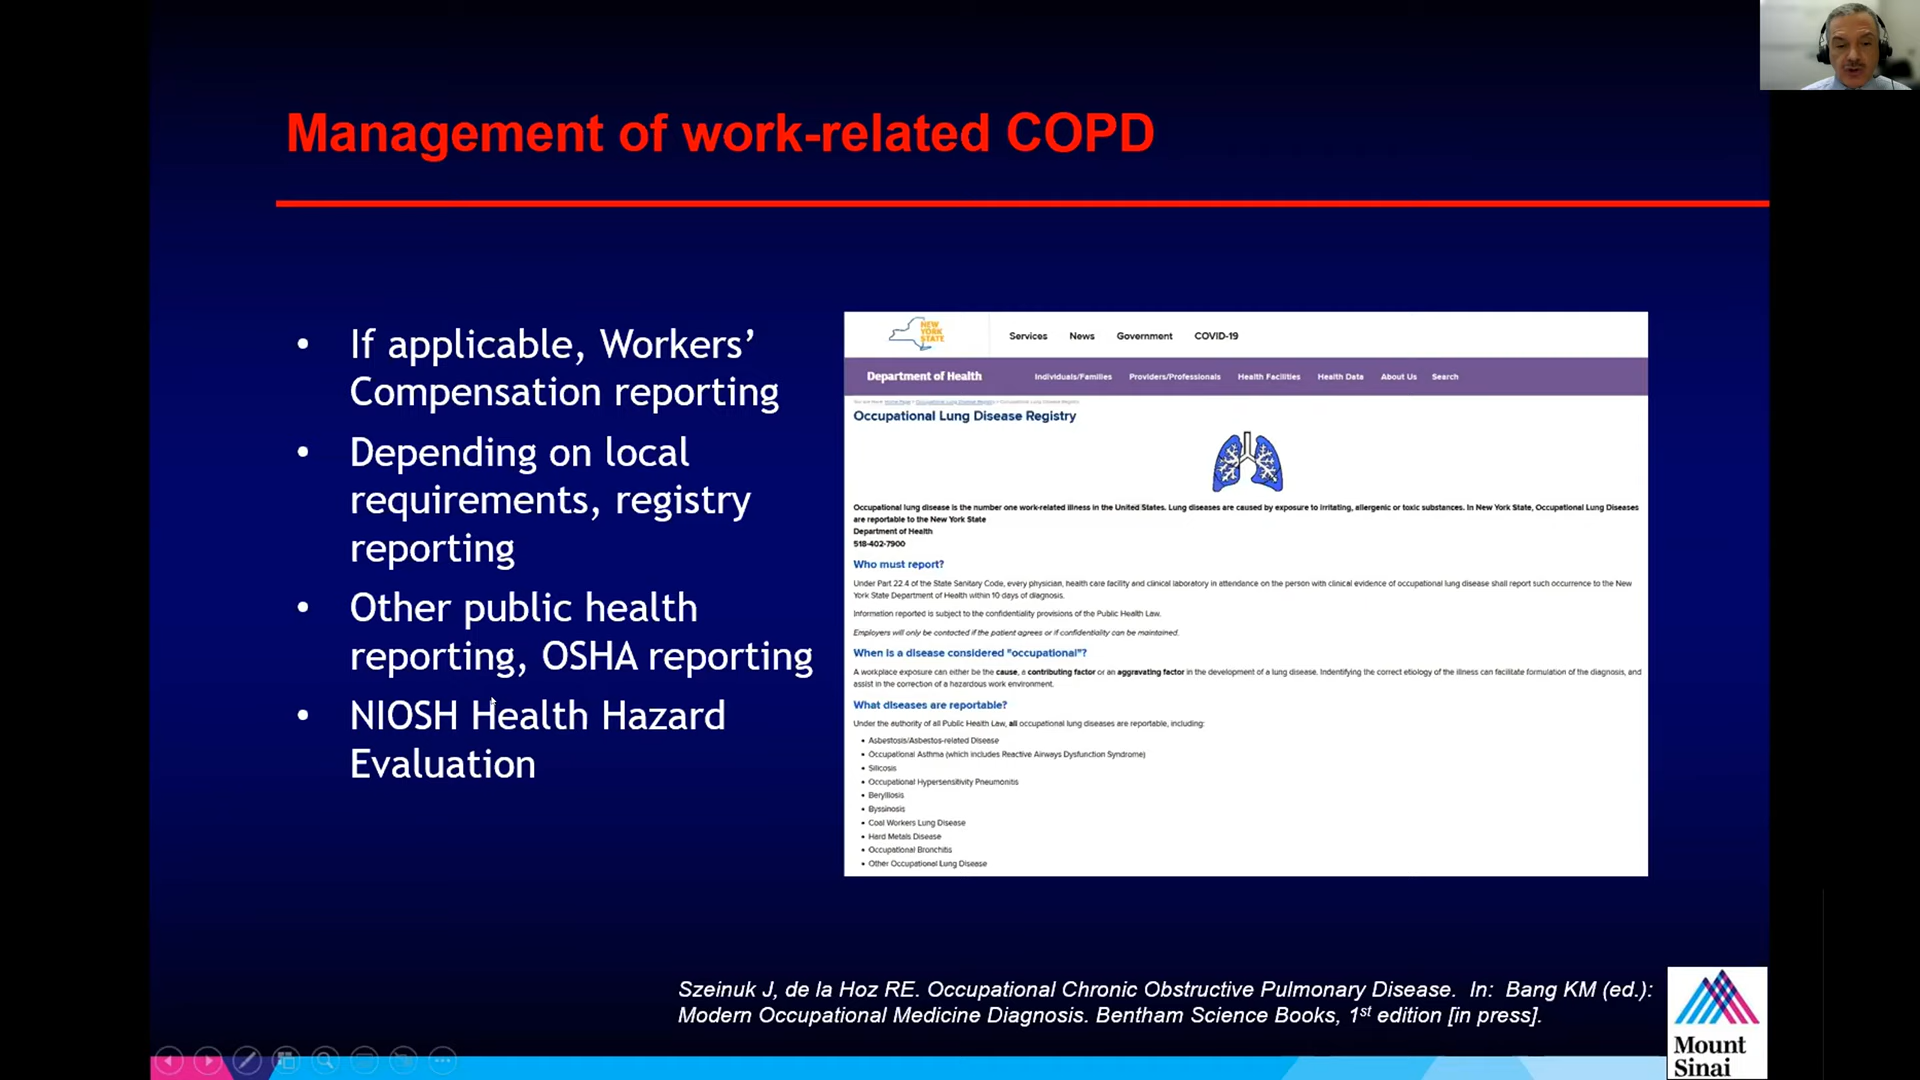 Management of work-related COPD
• If applicable, Workers’
Compensation reporting
• Depending on local
requirements, registry
reporting
• Other public health
reporting, OSHA reporting
• NIOSH Health Hazard
Evaluation
NEW
YORK
STATE
Services News Government COVID-19
Department of Health Individuals/Families Providers/Professionals Health Facilities Health Data About Us Search
Occupational Lung Disease Registry
Occupational lung disease is the number one work-related illness in the United States. Lung diseases are caused by exposure to irritating, allergenic or toxic substances. In New York State, Occupational Lung Diseases
are reportable to the New York State
Department of Health
518-402-7900
Who must report?
Under Part 22.4 of the State Sanitary Code, every physician, health care facility and clinical laboratory in attendance on the person with clinical evidence of occupational lung disease shall report such occurrence to the New
York State Department of Health within 10 days of diagnosis.
Information reported is subject to the confidentiality provisions of the Public Health Law.
Employers will only be contacted if the patient agrees or if confidentiality can be maintained.
When is a disease considered "occupational"?
A workplace exposure can either be the cause, a contributing factor or an aggravating factor in the development of a lung disease. Indentifying the correct etiology of the illness can facilitate formulation of the diagnosis, and
assist in the correction of a hazardous work environment.
What diseases are reportable?
Under the authority of all Public Health Law, all occupational lung diseases are reportable, including:
• Asbestosis/Asbestos-related Disease
• Occupational Asthma (which includes Reactive Airways Dysfunction Syndrome)
• Silicosis
• Occupational Hypersensitivity Pneumonitis
• Berylliosis
• Byssinosis
• Coal Workers Lung Disease
• Hard Metals Disease
• Occupational Bronchitis
• Other Occupational Lung Disease
Szeinuk J, de la Hoz RE. Occupational Chronic Obstructive Pulmonary Disease. In: Bang KM (ed.):
Modern Occupational Medicine Diagnosis. Bentham Science Books, 1st edition [in press].
Mount
Sinai